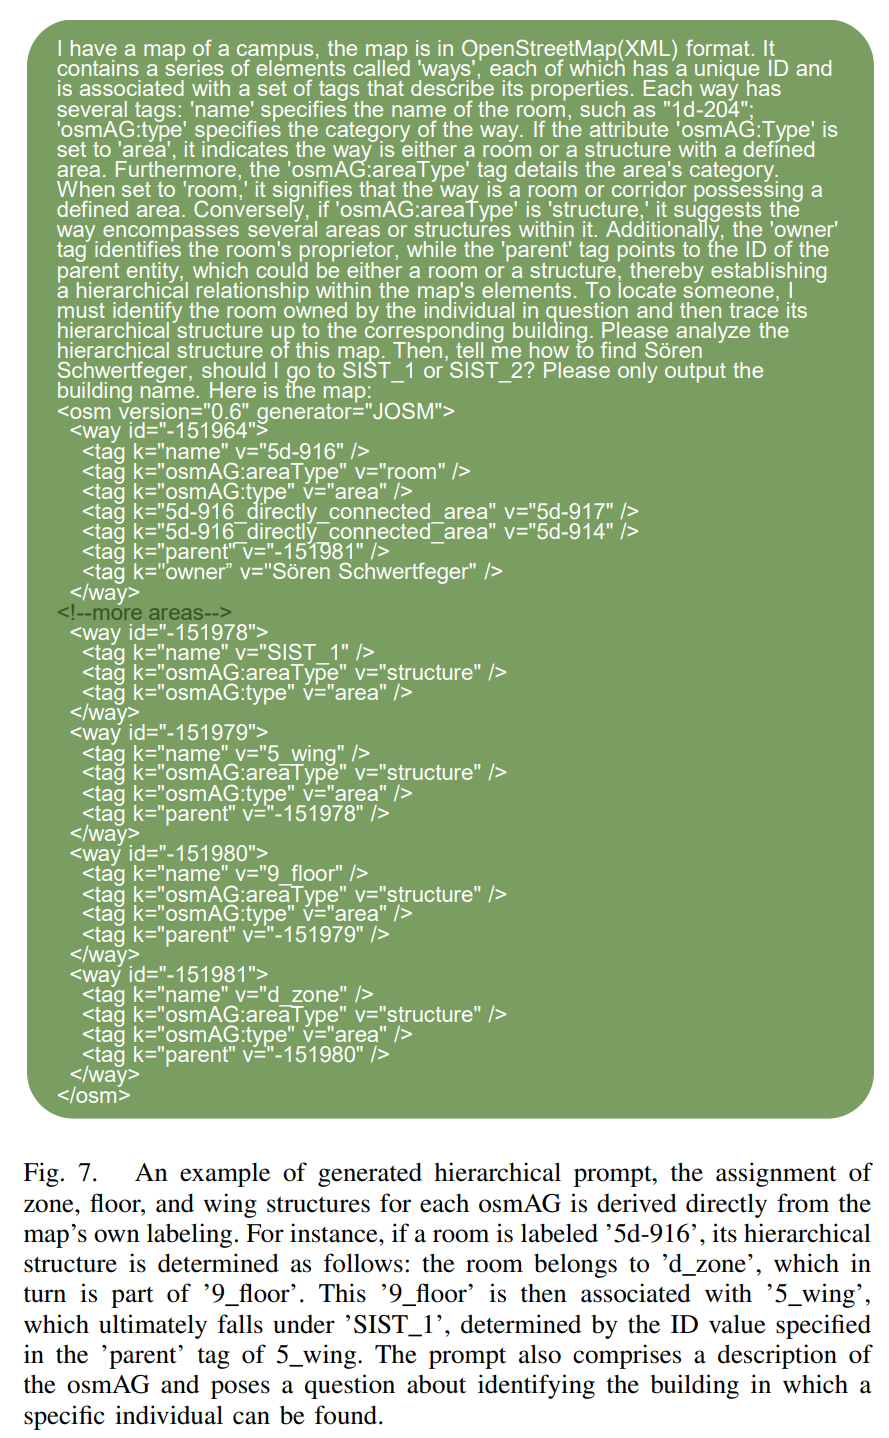 I have a map of a campus, the map is in OpenStreetMap(XML) format. It
contains a series of elements called 'ways', each of which has a unique ID and
is associated with a set of tags that describe its properties. Each way has
several tags: 'name' specifies the name of the room, such as "1d-204";
'osmAG:type' specifies the category of the way. If the attribute 'osmAG:Type' is
set to 'area', it indicates the way is either a room or a structure with a defined
area. Furthermore, the 'osmAG:areaType' tag details the area's category.
When set to 'room,' it signifies that the way is a room or corridor possessing a
defined area. Conversely, if 'osmAG:areaType' is 'structure,' it suggests the
way encompasses several areas or structures within it. Additionally, the 'owner'
tag identifies the room's proprietor, while the 'parent' tag points to the ID of the
parent entity, which could be either a room or a structure, thereby establishing
a hierarchical relationship within the map's elements. To locate someone, I
must identify the room owned by the individual in question and then trace its
hierarchical structure up to the corresponding building. Please analyze the
hierarchical structure of this map. Then, tell me how to find Sören
Schwertfeger, should I go to SIST_1 or SIST_2? Please only output the
building name. Here is the map:
<osm version="0.6" generator="JOSM">
<way id="-151964">
<tag k="name" v="5d-916" />
<tag k="osmAG:areaType" v="room" />
<tag k="osmAG:type" v="area" />
<tag k="5d-916_directly_connected_area" v="5d-917" />
<tag k="5d-916_directly_connected_area" v="5d-914" />
<tag k="parent" v="-151981" />
<tag k="owner” v="Sören Schwertfeger" />
</way>
<!--more areas-->
<way id="-151978">
<tag k="name" v="SIST_1" />
<tag k="osmAG:areaType" v="structure" />
<tag k="osmAG:type" v="area" />
</way>
<way id="-151979">
<tag k="name" v="5_wing" />
<tag k="osmAG:areaType" v="structure" />
<tag k="osmAG:type" v="area" />
<tag k="parent" v="-151978" />
</way>
<way id="-151980">
<tag k="name" v="9_floor" />
<tag k="osmAG:areaType" v="structure" />
<tag k="osmAG:type" v="area" />
<tag k="parent" v="-151979" />
</way>
<way id="-151981">
<tag k="name" v="d_zone" />
<tag k="osmAG:areaType" v="structure" />
<tag k="osmAG:type" v="area" />
<tag k="parent" v="-151980" />
</way>
</osm>
Fig. 7. An example of generated hierarchical prompt, the assignment of
zone, floor, and wing structures for each osmAG is derived directly from the
map's own labeling. For instance, if a room is labeled '5d-916', its hierarchical
structure is determined as follows: the room belongs to 'd_zone', which in
turn is part of '9_floor'. This '9_floor' is then associated with '5_wing',
which ultimately falls under 'SIST_1', determined by the ID value specified
in the 'parent' tag of 5_wing. The prompt also comprises a description of
the osmAG and poses a question about identifying the building in which a
specific individual can be found.